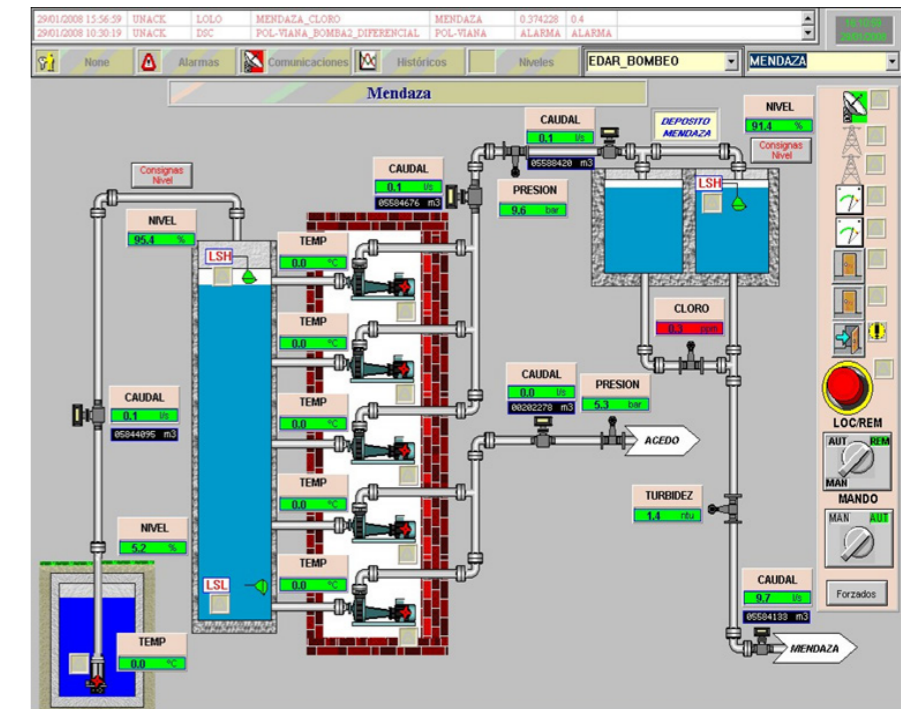 29/01/2008 15:56:59 UNACK LOLO MENDAZA_CLORO MENDAZA 0.374228 0.4
29/01/2008 10:30:19 UNACK DSC POL-VIANA_BOMBA2_DIFERENCIAL POL-VIANA ALARMA ALARMA
None Alarmas Comunicaciones Históricos Niveles EDAR_BOMBEO MENDAZA
Mendaza
CAUDAL
0.1 l/s
05588420 m3
DEPOSITO
MENDAZA
NIVEL
91.4 %
Consignas
Nivel
Consignas
Nivel
CAUDAL
0.1 l/s
05584676 m3
PRESION
9.6 bar
LSH
NIVEL
95.4 %
LSH
TEMP
0.0 ºC
TEMP
0.0 ºC
CLORO
0.3 ppm
CAUDAL
0.1 l/s
05844095 m3
TEMP
0.0 ºC
CAUDAL
0.0 l/s
00202278 m3
PRESION
5.3 bar
ACEDO
LOC/REM
AUT REM
MAN
TEMP
0.0 ºC
TURBIDEZ
1.4 ntu
MANDO
MAN AUT
NIVEL
5.2 %
LSL
TEMP
0.0 ºC
CAUDAL
9.7 l/s
05584133 m3
Forzados
TEMP
0.0 ºC
MENDAZA